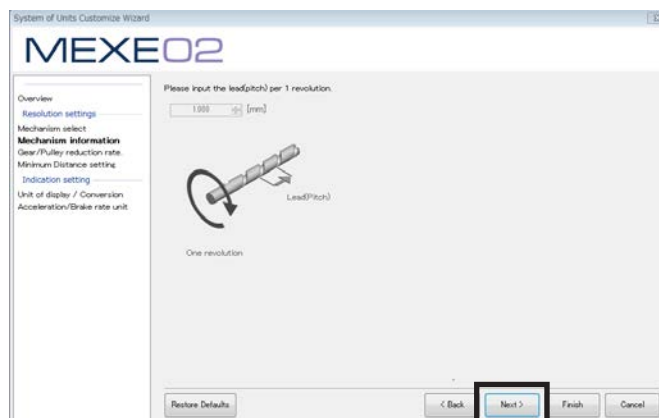 System of Units Customize Wizard
MEXE02
Overview
Resolution settings
Mechanism select
Mechanism information
Gear/Pulley reduction rate.
Minimum Distance setting
Indication setting
Unit of display / Conversion
Acceleration/Brake rate unit
Please input the lead(pitch) per 1 revolution.
1.000 [mm]
Lead(Pitch)
One revolution
Restore Defaults
< Back
Next >
Finish
Cancel